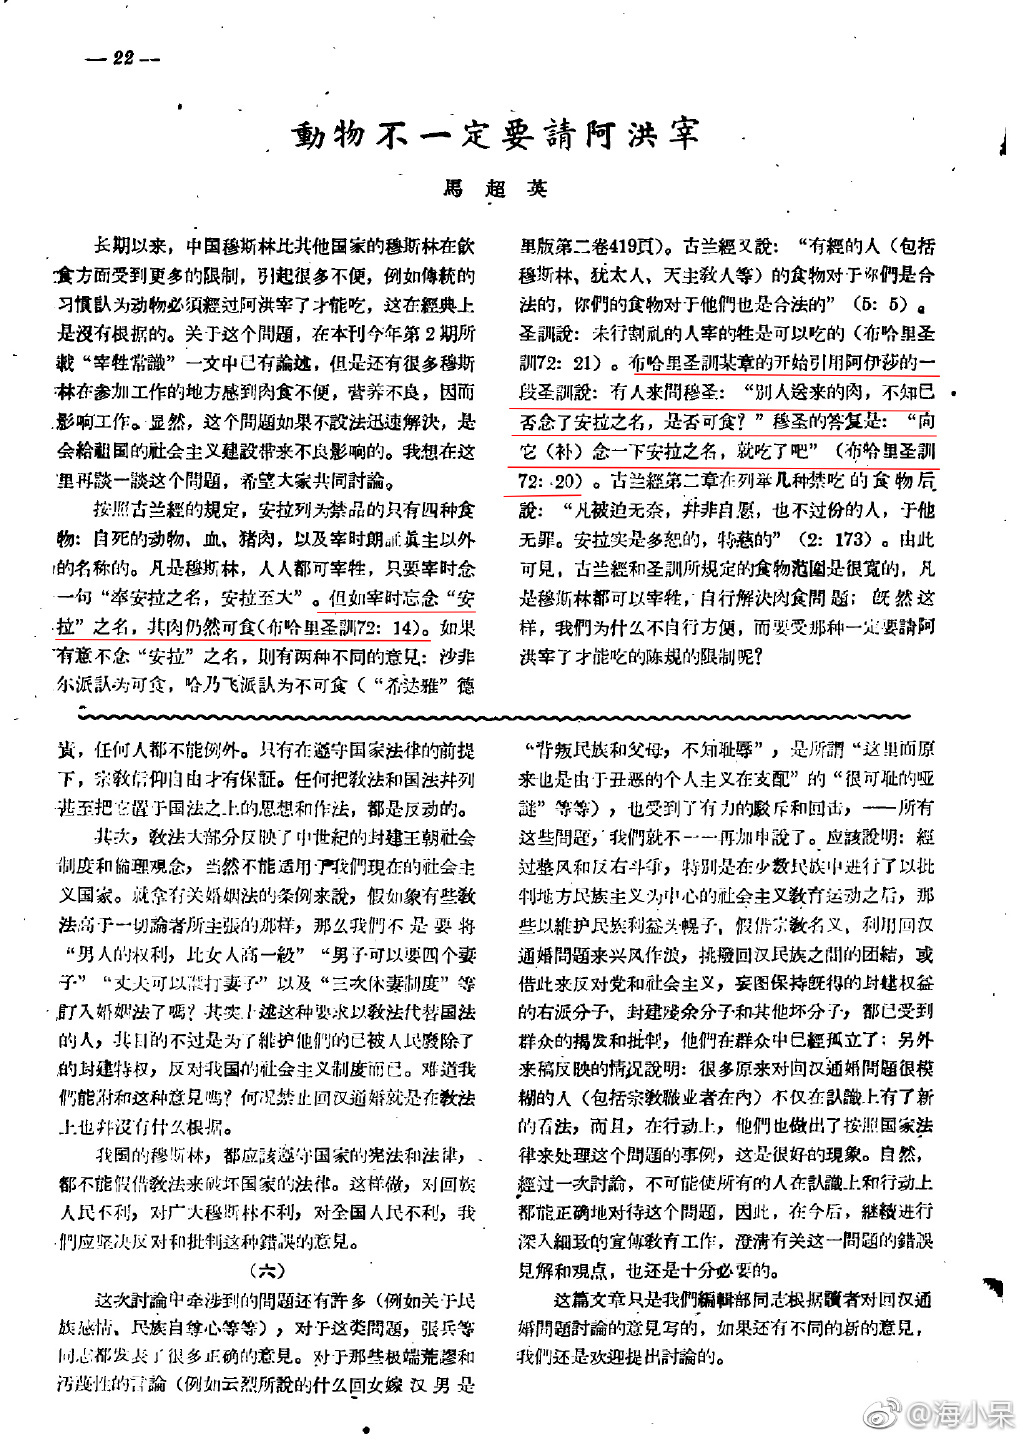 — 22 —
動物不一定要請阿洪宰
馬超英
长期以来，中国穆斯林比其他国家的穆斯林在飲
食方面受到更多的限制，引起很多不便，例如傳統的
习慣認为动物必須經过阿洪宰了才能吃，这在經典上
是沒有根据的。关于这个問題，在本刊今年第2期所
載“宰牲常識”一文中已有論述，但是还有很多穆斯
林在参加工作的地方感到肉食不便，营养不良，因而
影响工作。显然，这个問題如果不設法迅速解决，是
会給祖国的社会主义建設带来不良影响的。我想在这
里再談一談这个問題，希望大家共同討論。
按照古兰經的規定，安拉列为禁品的只有四种食
物：自死的动物、血、猪肉，以及宰时朗誦眞主以外
的名称的。凡是穆斯林，人人都可宰牲，只要宰时念
一句“奉安拉之名，安拉至大”。但如宰时忘念“安
拉”之名，其肉仍然可食(布哈里圣訓72：14)。如果
有意不念“安拉”之名，則有两种不同的意見：沙非
尔派認为可食，哈乃飞派認为不可食（“希达雅”德
里版第二卷419頁）。古兰經又說：“有經的人（包括
穆斯林、犹太人、天主敎人等）的食物对于你們是合
法的，你們的食物对于他們也是合法的”（5：5）。
圣訓說：未行割礼的人宰的牲是可以吃的（布哈里圣
訓72：21）。布哈里圣訓某章的开始引用阿伊莎的一
段圣訓說：有人来問穆圣：“別人送来的肉，不知已
否念了安拉之名，是否可食？”穆圣的答复是：“向
它（补）念一下安拉之名，就吃了吧”（布哈里圣訓
72：20）。古兰經第二章在列举几种禁吃的食物后
說：“凡被迫无奈，幷非自愿，也不过份的人，于他
无罪。安拉实是多恕的，特慈的”（2：173）。由此
可見，古兰經和圣訓所規定的食物范圍是很寬的，凡
是穆斯林都可以宰牲，自行解决肉食問題；旣然这
样，我們为什么不自行方便，而要受那种一定要請阿
洪宰了才能吃的陈規的限制呢？
責，任何人都不能例外。只有在遵守国家法律的前提
下，宗敎信仰自由才有保証。任何把敎法和国法幷列
甚至把它置于国法之上的思想和作法，都是反动的。
其次，敎法大部分反映了中世紀的封建王朝社会
制度和倫理观念，当然不能适用于我們現在的社会主
义国家。就拿有关婚姻法的条例来說，假如象有些敎
法高于一切論者所主張的那样，那么我們不是要将
“男人的权利，比女人高一級”“男子可以要四个妻
子”“丈夫可以打妻子”以及“三次休妻制度”等
訂入婚姻法了嗎？其实上述这种要求以敎法代替国法
的人，其目的不过是为了維护他們的已被人民廢除了
的封建特权，反对我国的社会主义制度而已。难道我
們能附和这种意見嗎？何况禁止回汉通婚就是在敎法
上也幷沒有什么根据。
我国的穆斯林，都应該遵守国家的宪法和法律，
都不能假借敎法来破坏国家的法律。这样做，对回族
人民不利，对广大穆斯林不利，对全国人民不利，我
們应坚决反对和批判这种錯誤的意見。
（六）
这次討論中牵涉到的問題还有許多（例如关于民
族感情、民族自尊心等等），对于这类問題，張兵等
同志都发表了很多正确的意見。对于那些极端荒謬和
汚蔑性的言論（例如云烈所說的什么回女嫁汉男是
“背叛民族和父母，不知耻辱”，是所謂“这里面原
来也是由于丑恶的个人主义在支配”的“很可耻的哑
謎”等等），也受到了有力的駁斥和回击，——所有
这些問題，我們就不一一再加申說了。应該說明：經
过整风和反右斗爭，特別是在少数民族中进行了以批
判地方民族主义为中心的社会主义敎育运动之后，那
些以維护民族利益为幌子，假借宗敎名义，利用回汉
通婚問題来兴风作浪，挑撥回汉民族之間的团結，或
借此来反对党和社会主义，妄图保持旣得的封建权益
的右派分子、封建殘余分子和其他坏分子，都已受到
群众的揭发和批判，他們在群众中已經孤立了；另外
来稿反映的情况說明：很多原来对回汉通婚問題很模
糊的人（包括宗敎職业者在內）不仅在認識上有了新
的看法，而且，在行动上，他們也做出了按照国家法
律来处理这个問題的事例，这是很好的現象。自然，
經过一次討論，不可能使所有的人在認識上和行动上
都能正确地对待这个問題，因此，在今后，継續进行
深入細致的宣傳敎育工作，澄清有关这一問題的錯誤
見解和观点，也还是十分必要的。
这篇文章只是我們編輯部同志根据讀者对回汉通
婚問題討論的意見写的，如果还有不同的新的意見，
我們还是欢迎提出討論的。
@海小呆